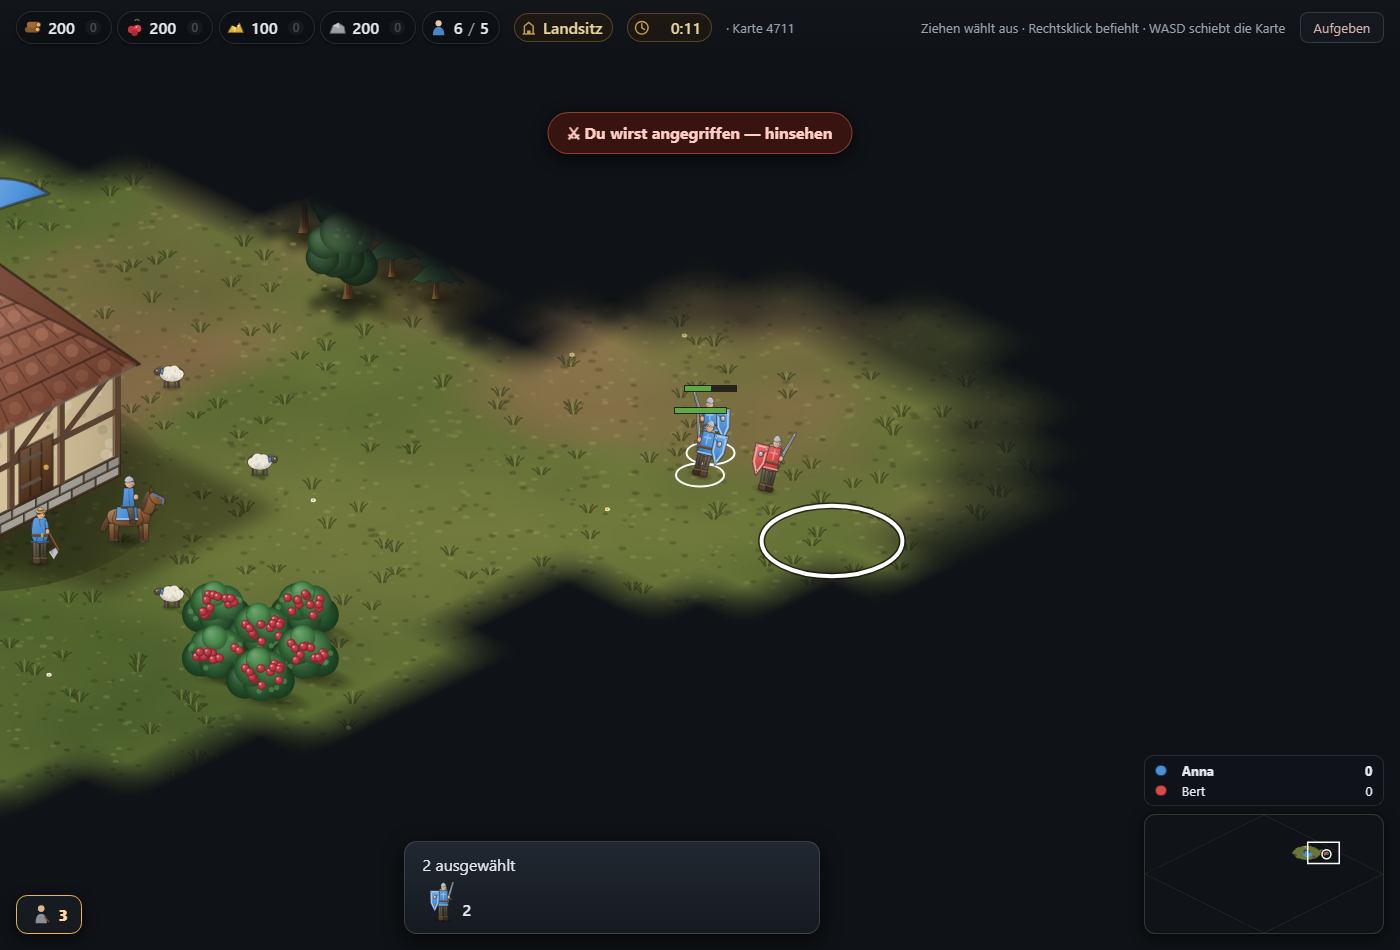 200 0 200 0 100 0 200 0 6 / 5 Landsitz 0:11 · Karte 4711 Ziehen wählt aus · Rechtsklick befiehlt · WASD schiebt die Karte Aufgeben
⚔ Du wirst angegriffen — hinsehen
Anna 0
Bert 0
2 ausgewählt
2
3